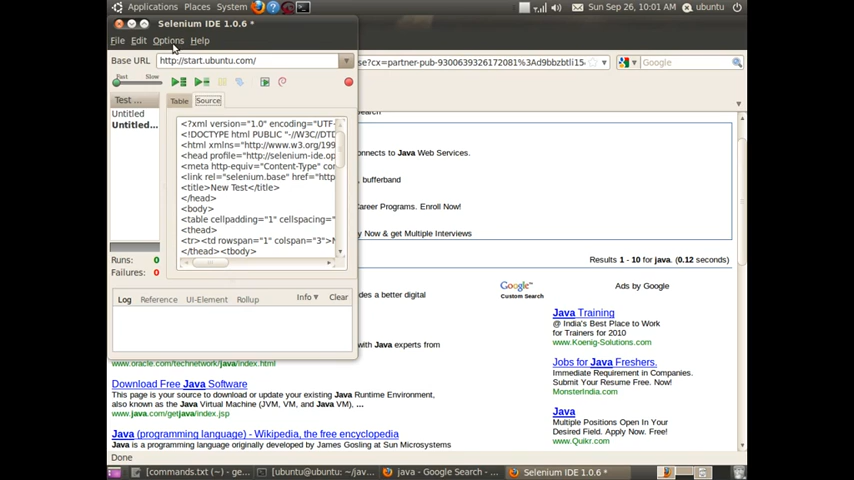 Applications Places System
Sun Sep 26, 10:01 AM ubuntu
Selenium IDE 1.0.6 *
File Edit Options Help
Base URL http://start.ubuntu.com/
se?cx=partner-pub-9300639326172081%3Ad9bbzbtli15
Google
Fast Slow
Test ...
Table Source
Untitled
Untitled...
<?xml version="1.0" encoding="UTF-
<!DOCTYPE html PUBLIC "-//W3C//DTD
<html xmlns="http://www.w3.org/199
<head profile="http://selenium-ide.op
<meta http-equiv="Content-Type" con
<link rel="selenium.base" href="http
<title>New Test</title>
</head>
<body>
<table cellpadding="1" cellspacing="
<thead>
<tr><td rowspan="1" colspan="3">
</thead><tbody>
Runs: 0
Failures: 0
Log Reference UI-Element Rollup Info Clear
onnects to Java Web Services.
, bufferband
Career Programs. Enroll Now!
y Now & get Multiple Interviews
Results 1 - 10 for java. (0.12 seconds)
ides a better digital
Google
Custom Search
Ads by Google
Java Training
@ India's Best Place to Work
for Trainers for 2010
www.Koenig-Solutions.com
with Java experts from
www.oracle.com/technetwork/java/index.html
Jobs for Java Freshers.
Immediate Requirement in Companies.
Submit Your Resume Free. Now!
MonsterIndia.com
Download Free Java Software
This page is your source to download or update your existing Java Runtime Environment,
also known as the Java Virtual Machine (JVM, VM, and Java VM), ...
www.java.com/getjava/index.jsp
Java
Multiple Positions Open In Your
Desired Field. Apply Now. Free!
www.Quikr.com
Java (programming language) - Wikipedia, the free encyclopedia
Java is a programming language originally developed by James Gosling at Sun Microsystems
Done
[commands.txt (~ - ge... [ubuntu@ubuntu: ~/jav... java - Google Search - ... Selenium IDE 1.0.6 *